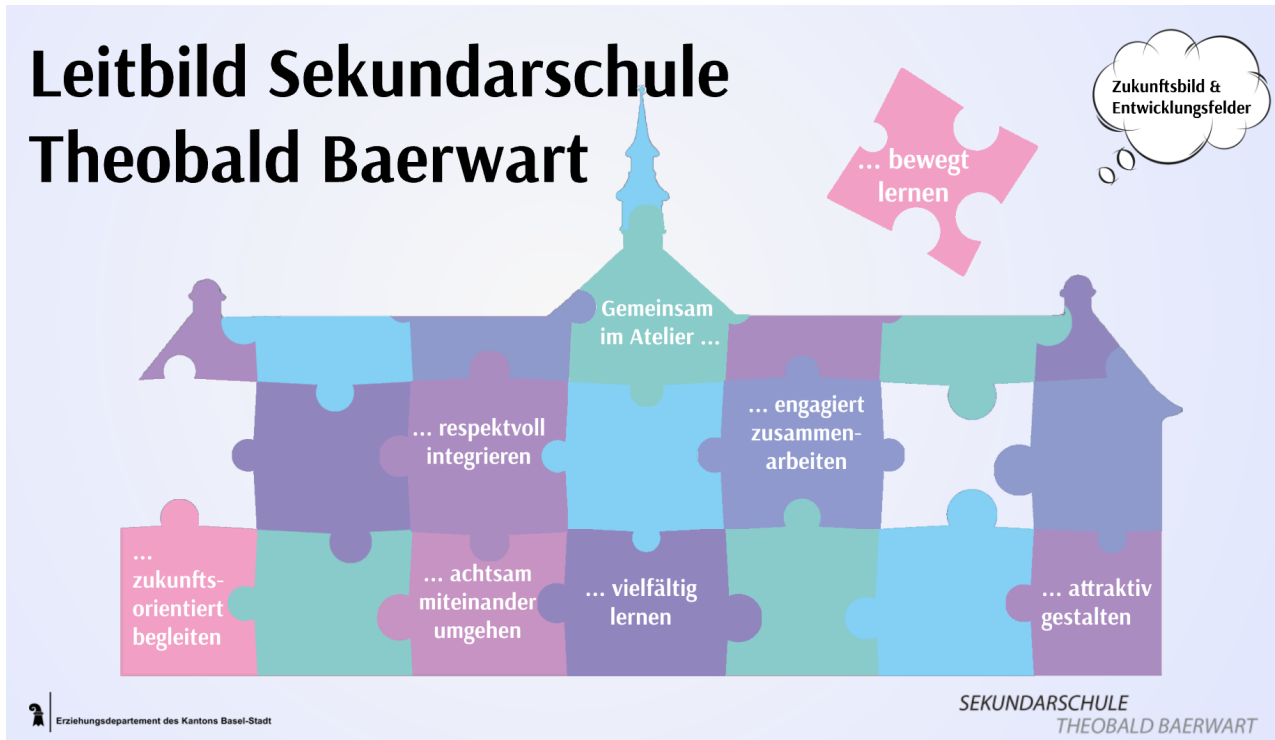 Leitbild Sekundarschule
Theobald Baerwart
Zukunftsbild &
Entwicklungsfelder
... bewegt
lernen
Gemeinsam
im Atelier ...
... respektvoll
integrieren
... engagiert
zusammen-
arbeiten
...
zukunfts-
orientiert
begleiten
... achtsam
miteinander
umgehen
... vielfältig
lernen
... attraktiv
gestalten
Erziehungsdepartement des Kantons Basel-Stadt
SEKUNDARSCHULE
THEOBALD BAERWART